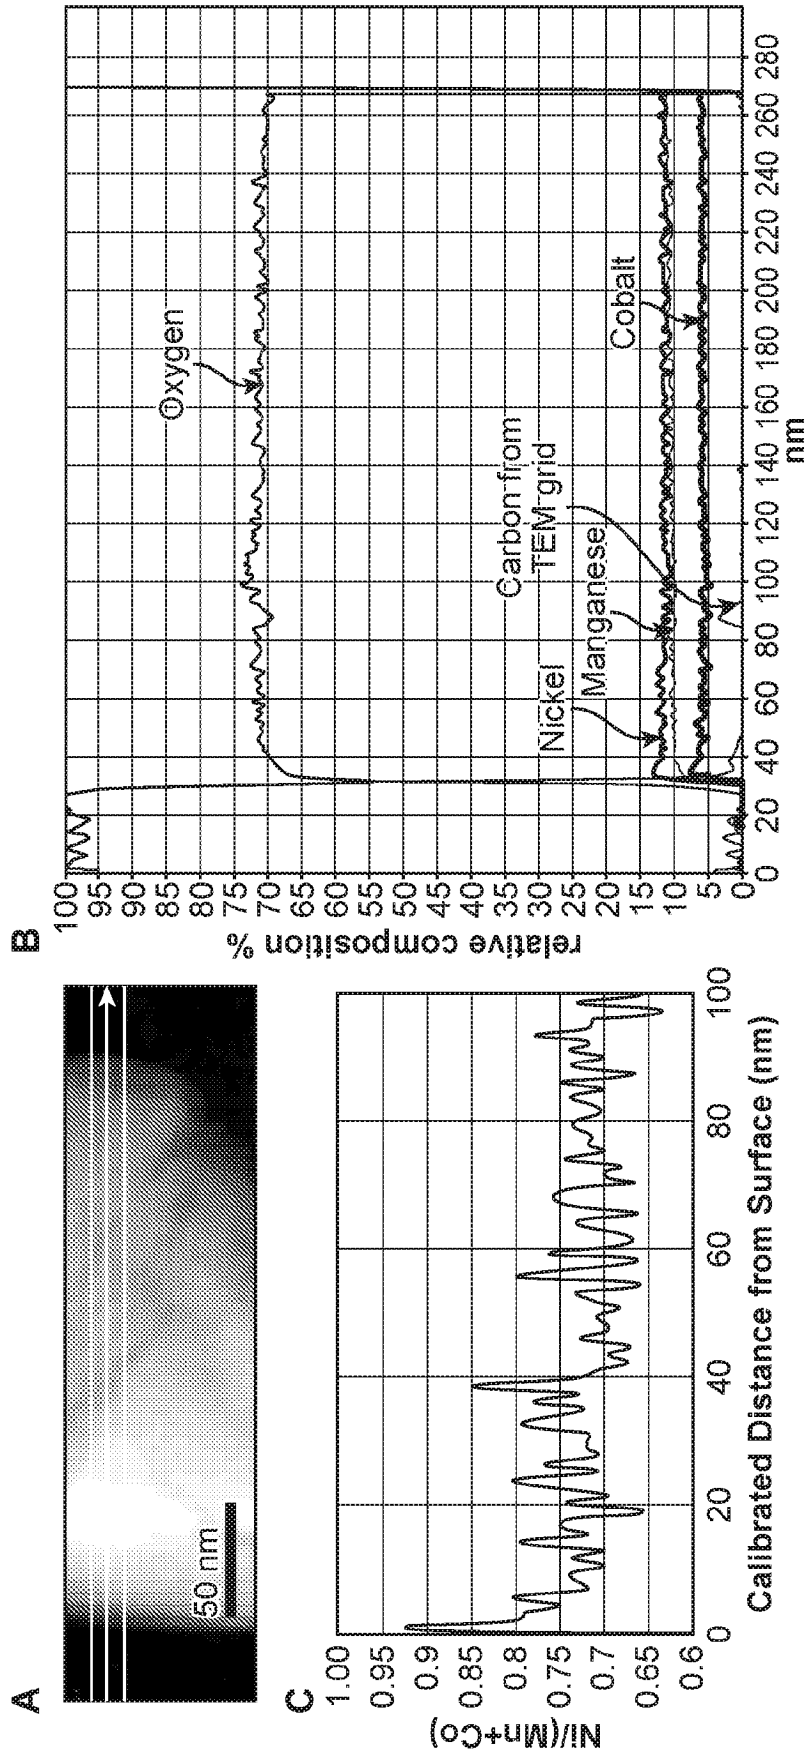 A
50 nm
B
relative composition %
100
95
90
85
80
75
70
65
60
55
50
45
40
35
30
25
20
15
10
5
0
Oxygen
Nickel
Manganese
Carbon from
TEM grid
Cobalt
0 20 40 60 80 100 120 140 160 180 200 220 240 260 280
nm
C
Ni/(Mn+Co)
1.00
0.95
0.9
0.85
0.8
0.75
0.7
0.65
0.6
0 20 40 60 80 100
Calibrated Distance from Surface (nm)